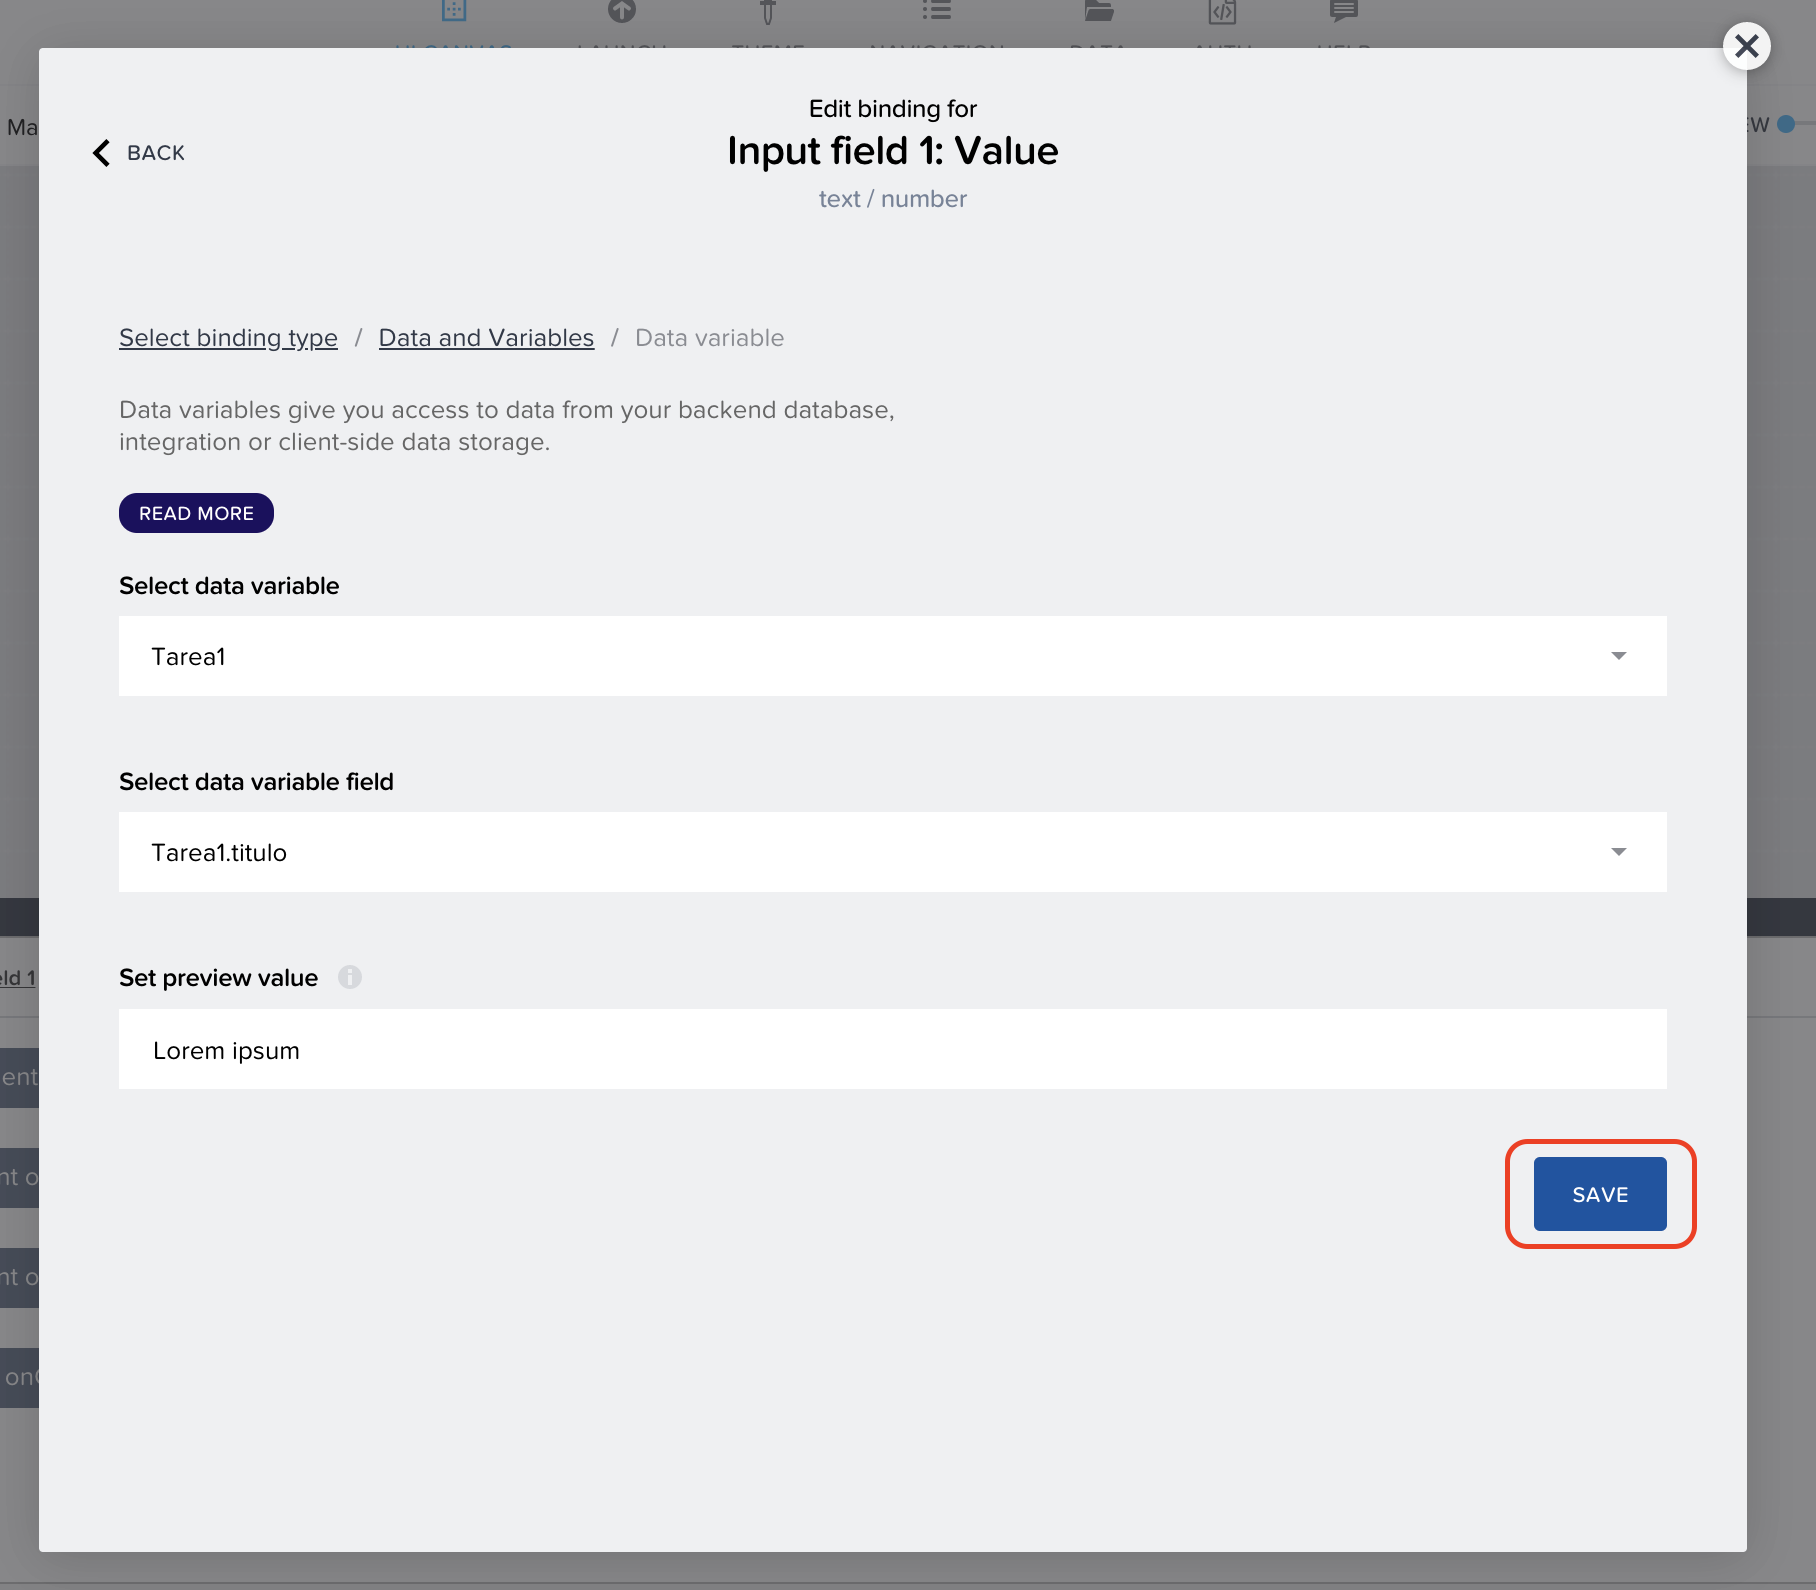 Ma
EW
Edit binding for
BACK
Input field 1: Value
text / number
Select binding type / Data and Variables / Data variable
Data variables give you access to data from your backend database,
integration or client-side data storage.
READ MORE
Select data variable
Tarea1
Select data variable field
Tarea1.titulo
eld 1
Set preview value
Lorem ipsum
ent
nt o
SAVE
nt o